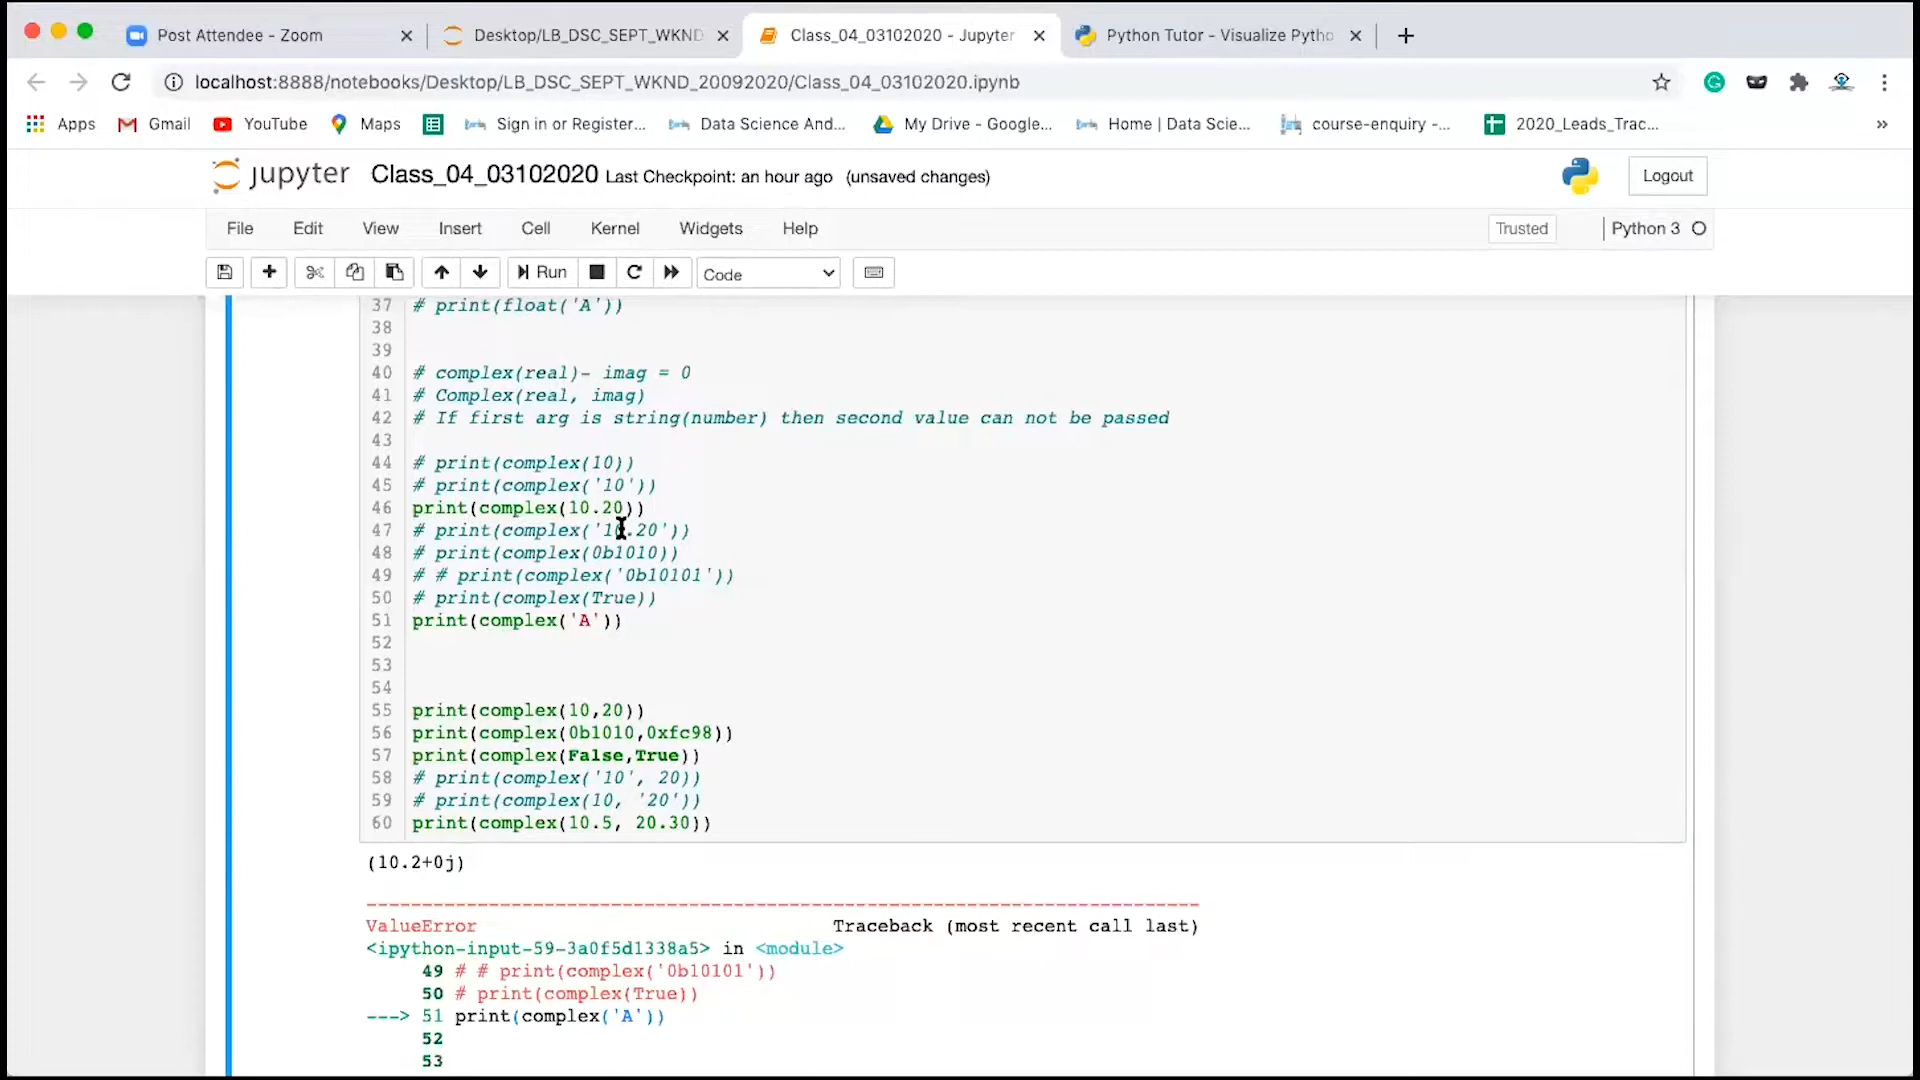 Post Attendee - Zoom
Desktop/LB_DSC_SEPT_WKND
Class_04_03102020 - Jupyter
Python Tutor - Visualize Pytho
localhost:8888/notebooks/Desktop/LB_DSC_SEPT_WKND_20092020/Class_04_03102020.ipynb
Apps Gmail YouTube Maps Sign in or Register... Data Science And... My Drive - Google... Home | Data Scie... course-enquiry -... 2020_Leads_Trac... »
jupyter Class_04_03102020 Last Checkpoint: an hour ago (unsaved changes) Logout
File Edit View Insert Cell Kernel Widgets Help Trusted Python 3
Run Code
37 # print(float('A'))
38
39
40 # complex(real)- imag = 0
41 # Complex(real, imag)
42 # If first arg is string(number) then second value can not be passed
43
44 # print(complex(10))
45 # print(complex('10'))
46 print(complex(10.20))
47 # print(complex('10.20'))
48 # print(complex(0b1010))
49 # # print(complex('0b10101'))
50 # print(complex(True))
51 print(complex('A'))
52
53
54
55 print(complex(10,20))
56 print(complex(0b1010,0xfc98))
57 print(complex(False,True))
58 # print(complex('10', 20))
59 # print(complex(10, '20'))
60 print(complex(10.5, 20.30))
(10.2+0j)
---------------------------------------------------------------------------
ValueError Traceback (most recent call last)
<ipython-input-59-3a0f5d1338a5> in <module>
49 # # print(complex('0b10101'))
50 # print(complex(True))
---> 51 print(complex('A'))
52
53